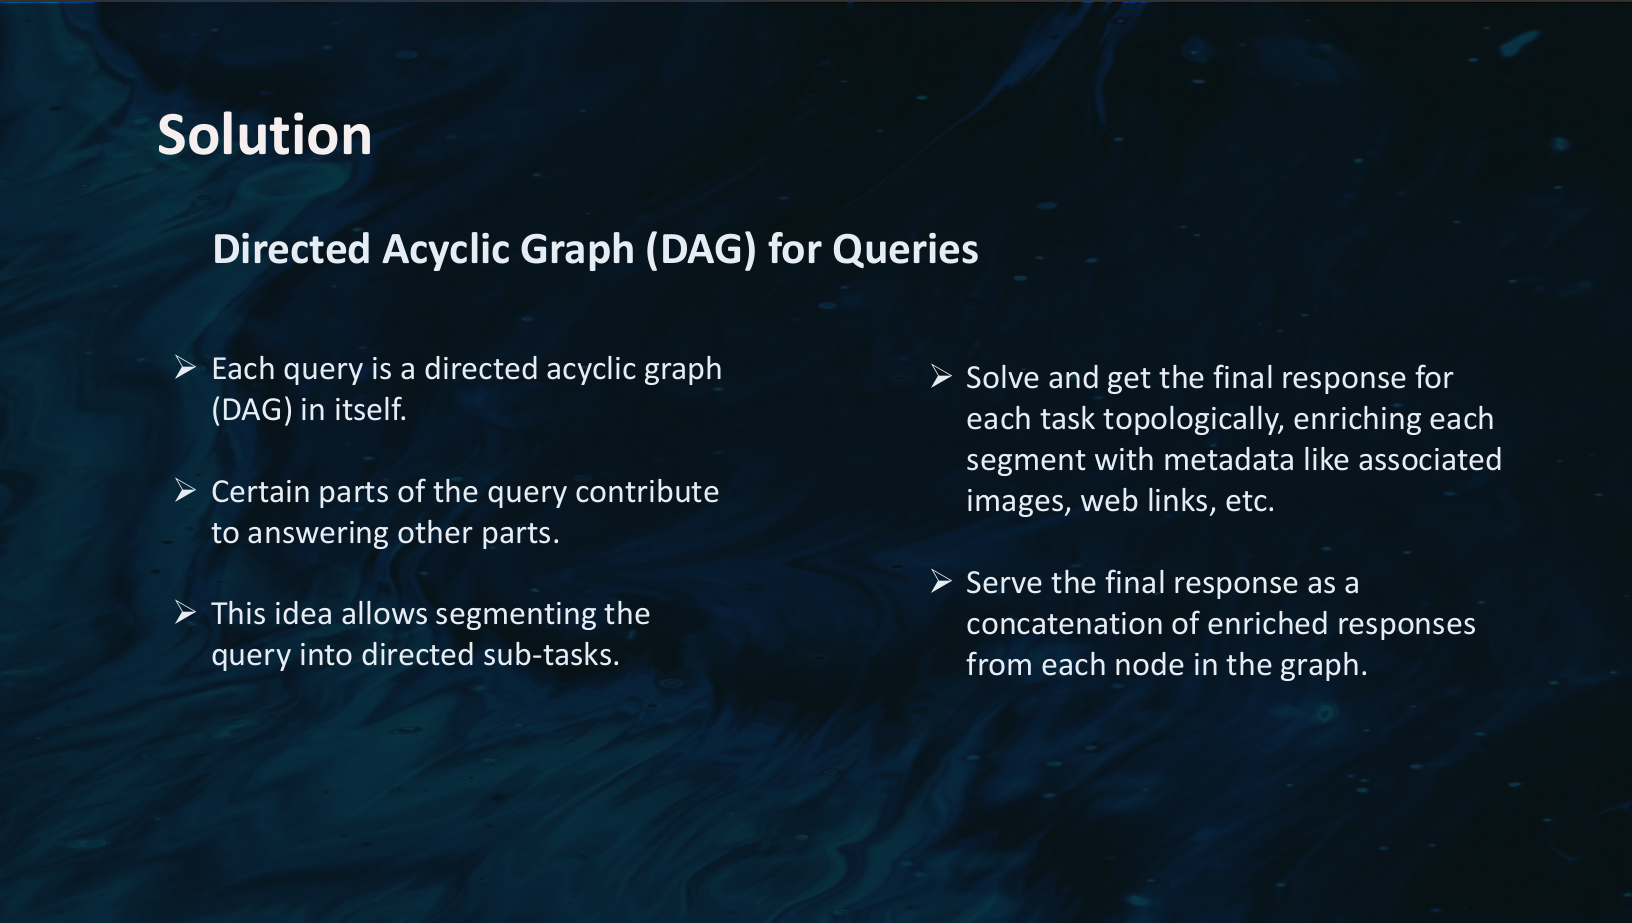 Solution
Directed Acyclic Graph (DAG) for Queries
Each query is a directed acyclic graph
(DAG) in itself.
Certain parts of the query contribute
to answering other parts.
This idea allows segmenting the
query into directed sub-tasks.
Solve and get the final response for
each task topologically, enriching each
segment with metadata like associated
images, web links, etc.
Serve the final response as a
concatenation of enriched responses
from each node in the graph.